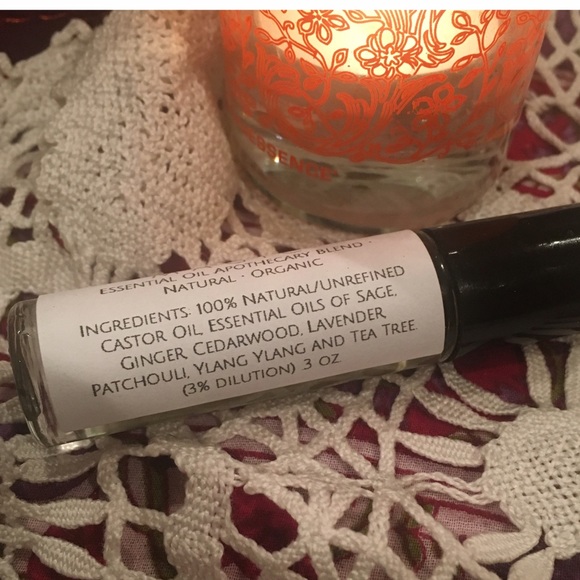 ESSENTIAL OIL APOTHECARY BLEND ·
NATURAL · ORGANIC
INGREDIENTS: 100% NATURAL/UNREFINED
CASTOR OIL, ESSENTIAL OILS OF SAGE,
GINGER CEDARWOOD, LAVENDER
PATCHOULI, YLANG YLANG AND TEA TREE.
(3% DILUTION) 3 OZ
ESSENCE